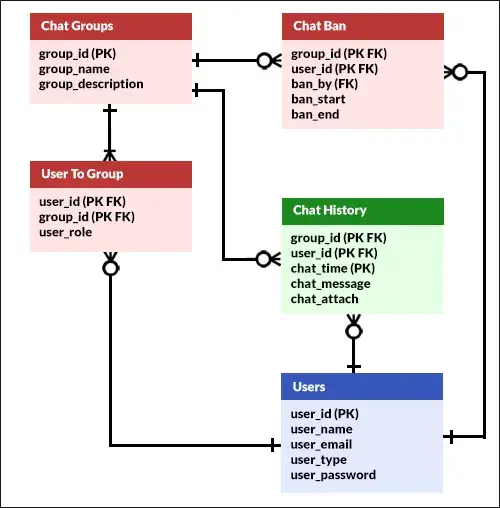 Chat Groups
group_id (PK)
group_name
group_description
Chat Ban
group_id (PK FK)
user_id (PK FK)
ban_by (FK)
ban_start
ban_end
User To Group
user_id (PK FK)
group_id (PK FK)
user_role
Chat History
group_id (PK FK)
user_id (PK FK)
chat_time (PK)
chat_message
chat_attach
Users
user_id (PK)
user_name
user_email
user_type
user_password